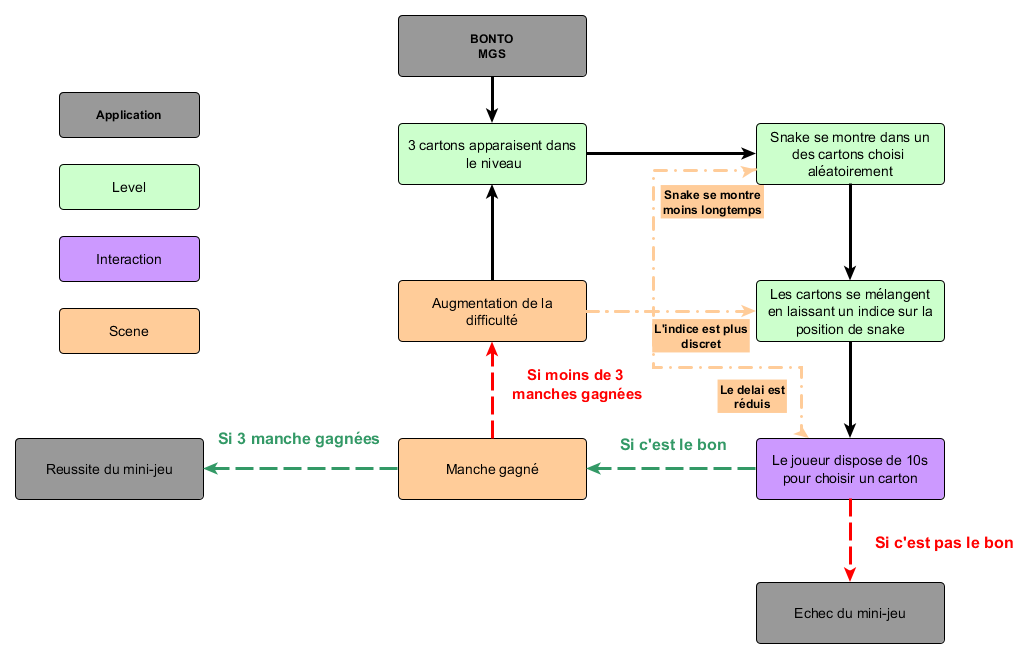 BONTO
MGS
Application
Level
Interaction
Scene
3 cartons apparaisent dans
le niveau
Snake se montre dans un
des cartons choisi
aléatoirement
Snake se montre
moins longtemps
Augmentation de la
difficulté
Les cartons se mélangent
en laissant un indice sur la
position de snake
L'indice est plus
discret
Si moins de 3
manches gagnées
Le delai est
réduis
Si 3 manche gagnées
Si c'est le bon
Reussite du mini-jeu
Manche gagné
Le joueur dispose de 10s
pour choisir un carton
Si c'est pas le bon
Echec du mini-jeu